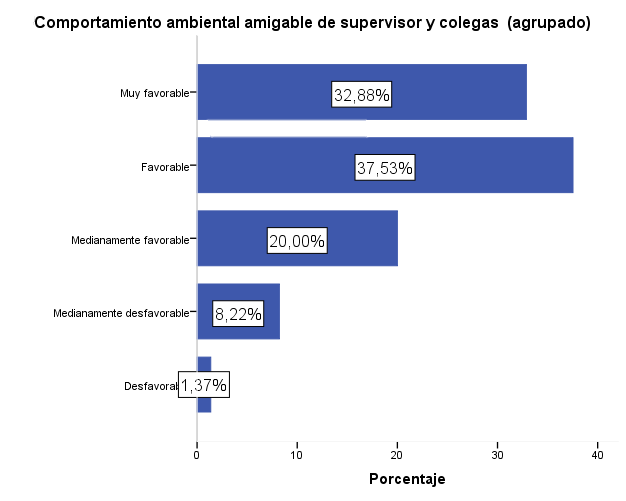 Comportamiento ambiental amigable de supervisor y colegas (agrupado)
Muy favorable
32,88%
Favorable
37,53%
Medianamente favorable
20,00%
Medianamente desfavorable
8,22%
1,37%
0 10 20 30 40
Porcentaje